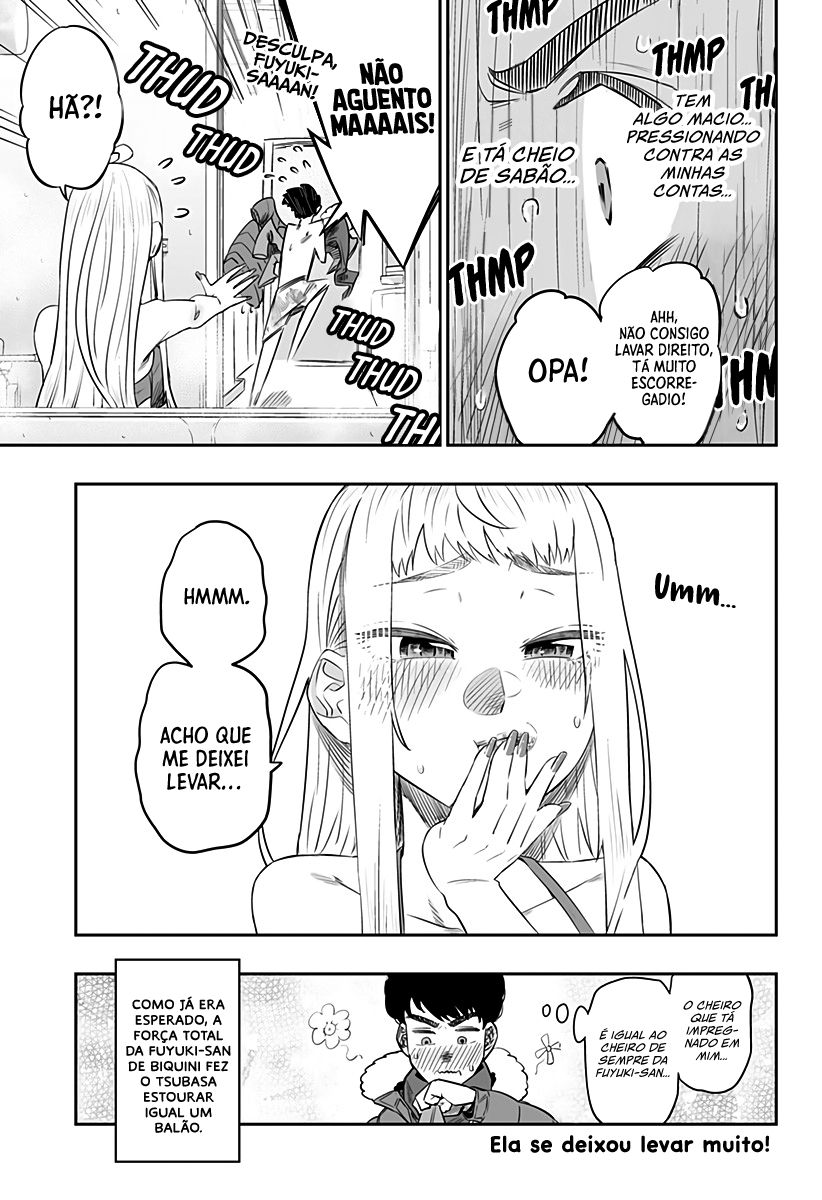 THMP
THMP
THMP
TH
TEM
ALGO MACIO...
PRESSIONANDO
CONTRA AS
MINHAS
CONTAS...
E TÁ CHEIO
DE SABÃO...
THMP
AHH,
NÃO CONSIGO
LAVAR DIREITO,
TÁ MUITO
ESCORRE-
GADIO!
OPA!
THM
NÃO
AGUENTO
MAAAAIS!
DESCULPA,
FUYUKI-
SAAAN!
THUD
THUD
HÃ?!
THUD
THUD
THU
Umm...
HMMM.
ACHO QUE
ME DEIXEI
LEVAR...
O CHEIRO
QUE TÁ
IMPREG-
NADO EM
MIM...
É IGUAL AO
CHEIRO DE
SEMPRE DA
FUYUKI-SAN...
COMO JÁ ERA
ESPERADO, A
FORÇA TOTAL
DA FUYUKI-SAN
DE BIQUINI FEZ
O TSUBASA
ESTOURAR
IGUAL UM
BALÃO.
Ela se deixou levar muito!